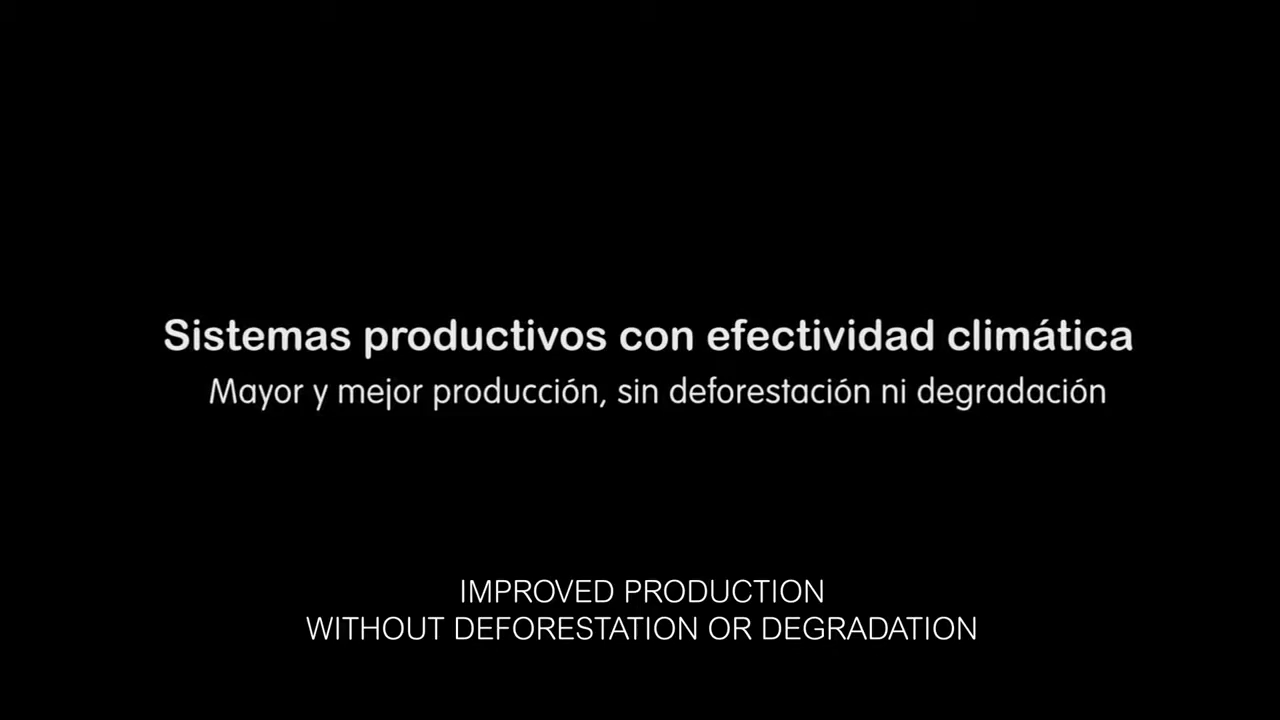 Sistemas productivos con efectividad climática
Mayor y mejor producción, sin deforestación ni degradación
IMPROVED PRODUCTION
WITHOUT DEFORESTATION OR DEGRADATION